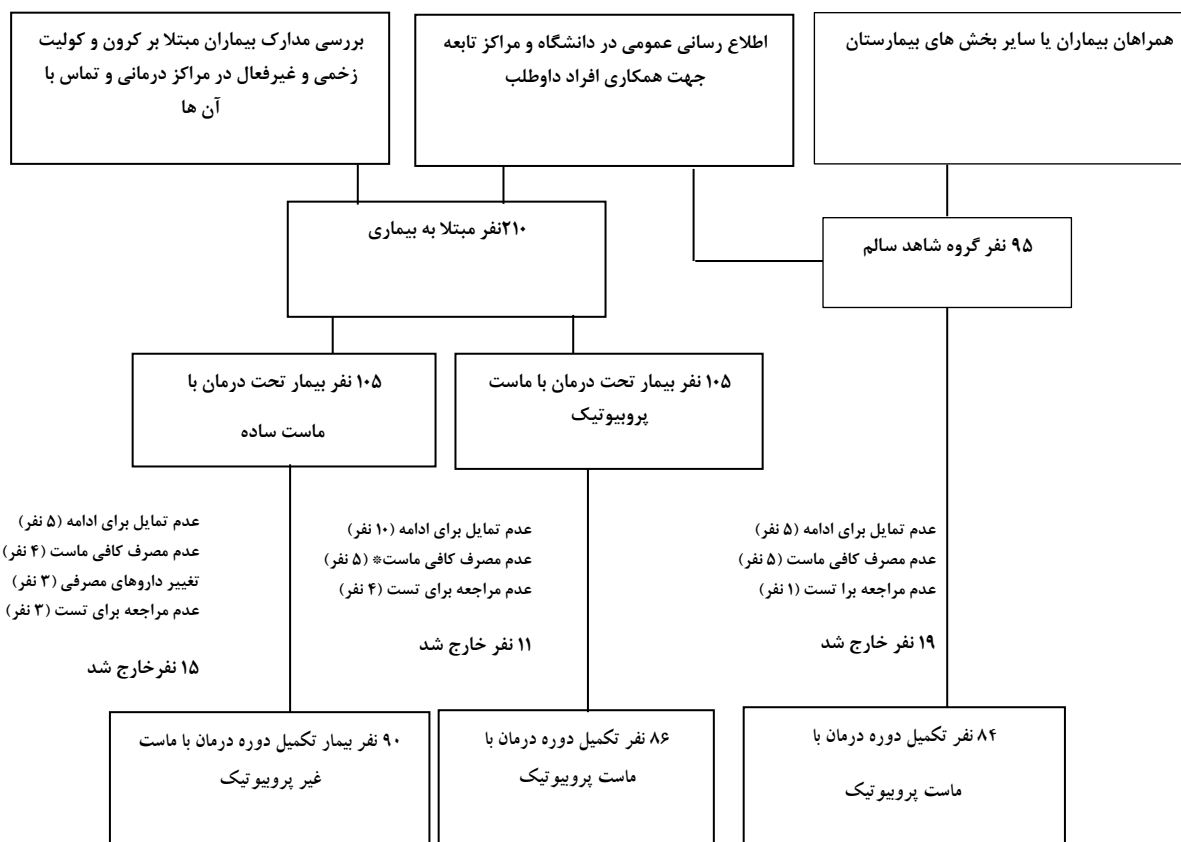 همراهان بیماران یا سایر بخش های بیمارستان
اطلاع رسانی عمومی در دانشگاه و مراکز تابعه
جهت همکاری افراد داوطلب
بررسی مدارک بیماران مبتلا بر کرون و کولیت
زخمی و غیرفعال در مراکز درمانی و تماس با
آن ها
۹۵ نفر گروه شاهد سالم
۲۱۰نفر مبتلا به بیماری
۱۰۵ نفر بیمار تحت درمان با ماست
پروبیوتیک
۱۰۵ نفر بیمار تحت درمان با
ماست ساده
عدم تمایل برای ادامه (۵ نفر)
عدم مصرف کافی ماست (۵ نفر)
عدم مراجعه برا تست (۱ نفر)
۱۹ نفر خارج شد
عدم تمایل برای ادامه (۱۰ نفر)
عدم مصرف کافی ماست* (۵ نفر)
عدم مراجعه برای تست (۴ نفر)
۱۱ نفر خارج شد
عدم تمایل برای ادامه (۵ نفر)
عدم مصرف کافی ماست (۴ نفر)
تغییر داروهای مصرفی (۳ نفر)
عدم مراجعه برای تست (۳ نفر)
۱۵ نفرخارج شد
۸۴ نفر تکمیل دوره درمان با
ماست پروبیوتیک
۸۶ نفر تکمیل دوره درمان با
ماست پروبیوتیک
۹۰ نفر بیمار تکمیل دوره درمان با ماست
غیر پروبیوتیک